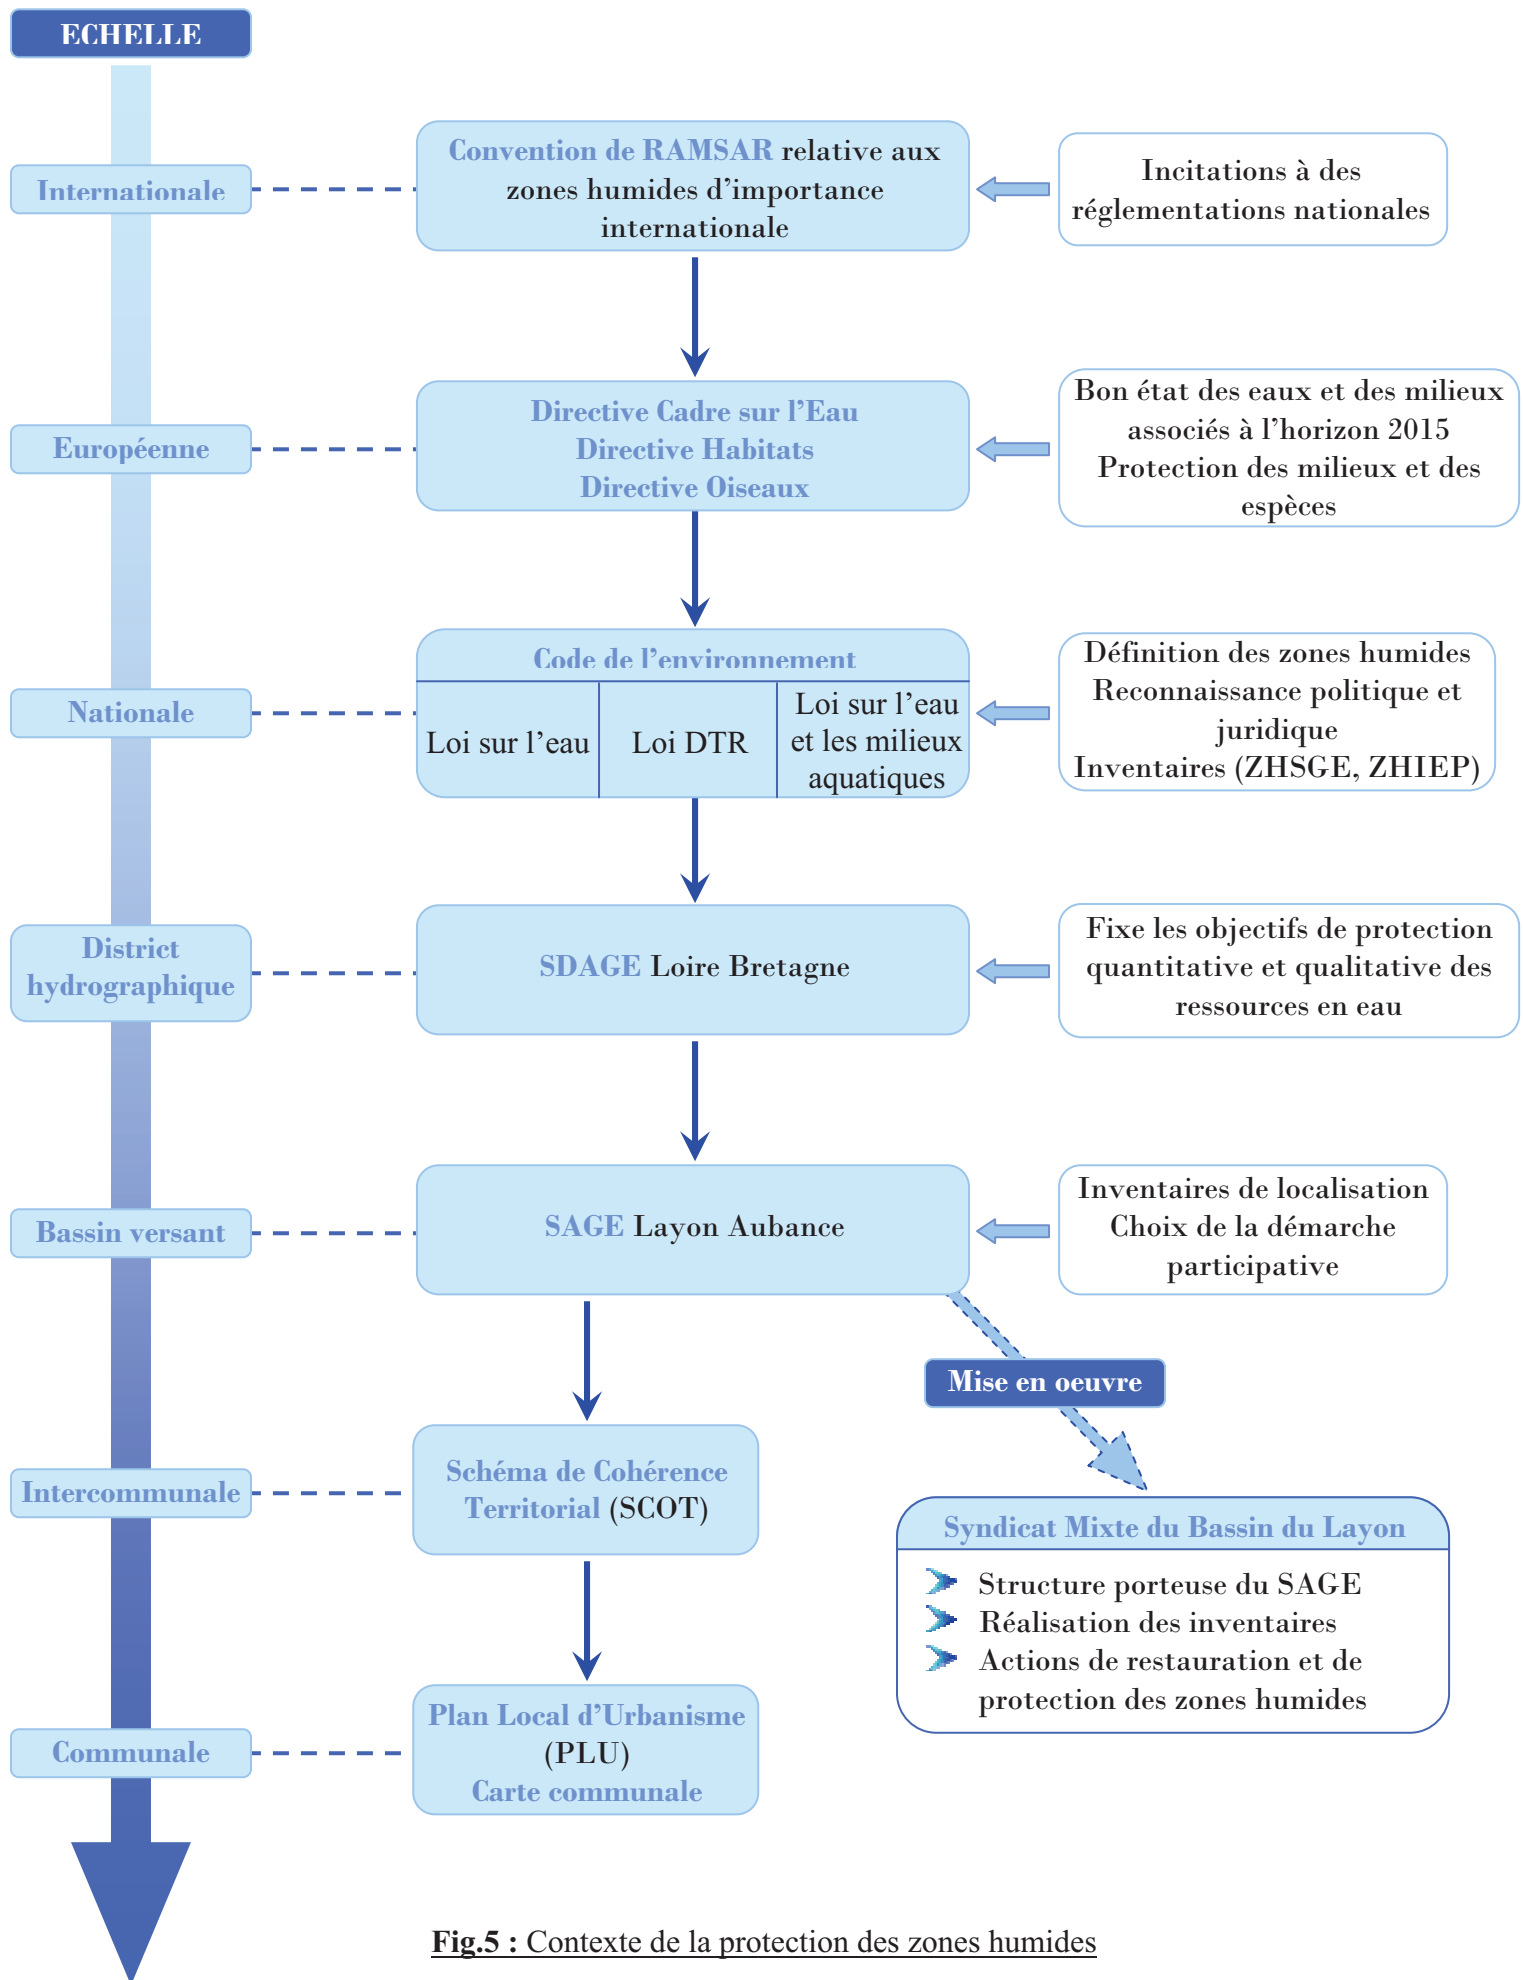 ECHELLE
Internationale
Convention de RAMSAR relative aux
zones humides d'importance
internationale
Incitations à des
réglementations nationales
Européenne
Directive Cadre sur l'Eau
Directive Habitats
Directive Oiseaux
Bon état des eaux et des milieux
associés à l'horizon 2015
Protection des milieux et des
espèces
Nationale
Code de l'environnement
Loi sur l'eau
Loi DTR
Loi sur l'eau
et les milieux
aquatiques
Définition des zones humides
Reconnaissance politique et
juridique
Inventaires (ZHSGE, ZHIEP)
District
hydrographique
SDAGE Loire Bretagne
Fixe les objectifs de protection
quantitative et qualitative des
ressources en eau
Bassin versant
SAGE Layon Aubance
Inventaires de localisation
Choix de la démarche
participative
Mise en oeuvre
Intercommunale
Schéma de Cohérence
Territorial (SCOT)
Syndicat Mixte du Bassin du Layon
Structure porteuse du SAGE
Réalisation des inventaires
Actions de restauration et de
protection des zones humides
Communale
Plan Local d'Urbanisme
(PLU)
Carte communale
Fig.5 : Contexte de la protection des zones humides